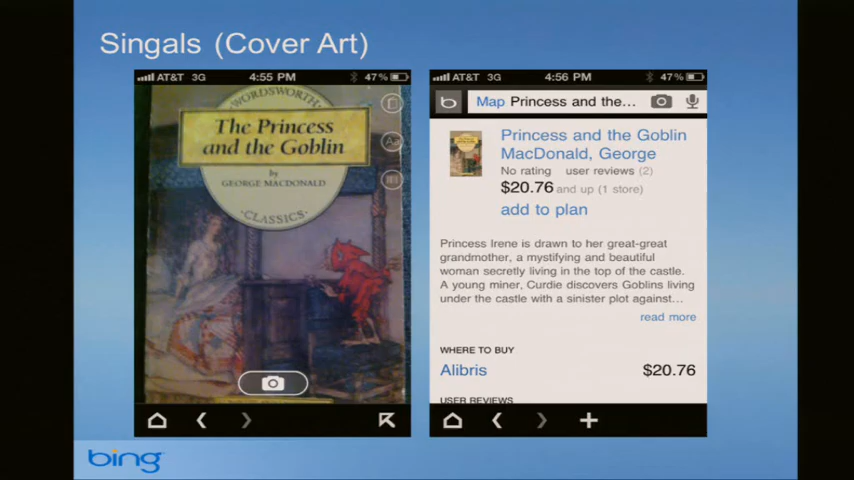 Singals (Cover Art)
AT&T 3G 4:55 PM 47%
WORDSWORTH
The Princess
and the Goblin
by
GEORGE MACDONALD
·CLASSICS·
Aa
AT&T 3G 4:56 PM 47%
b Map Princess and the...
Princess and the Goblin
MacDonald, George
No rating user reviews (2)
$20.76 and up (1 store)
add to plan
Princess Irene is drawn to her great-great
grandmother, a mystifying and beautiful
woman secretly living in the top of the castle.
A young miner, Curdie discovers Goblins living
under the castle with a sinister plot against...
read more
WHERE TO BUY
Alibris $20.76
USER REVIEWS
bing